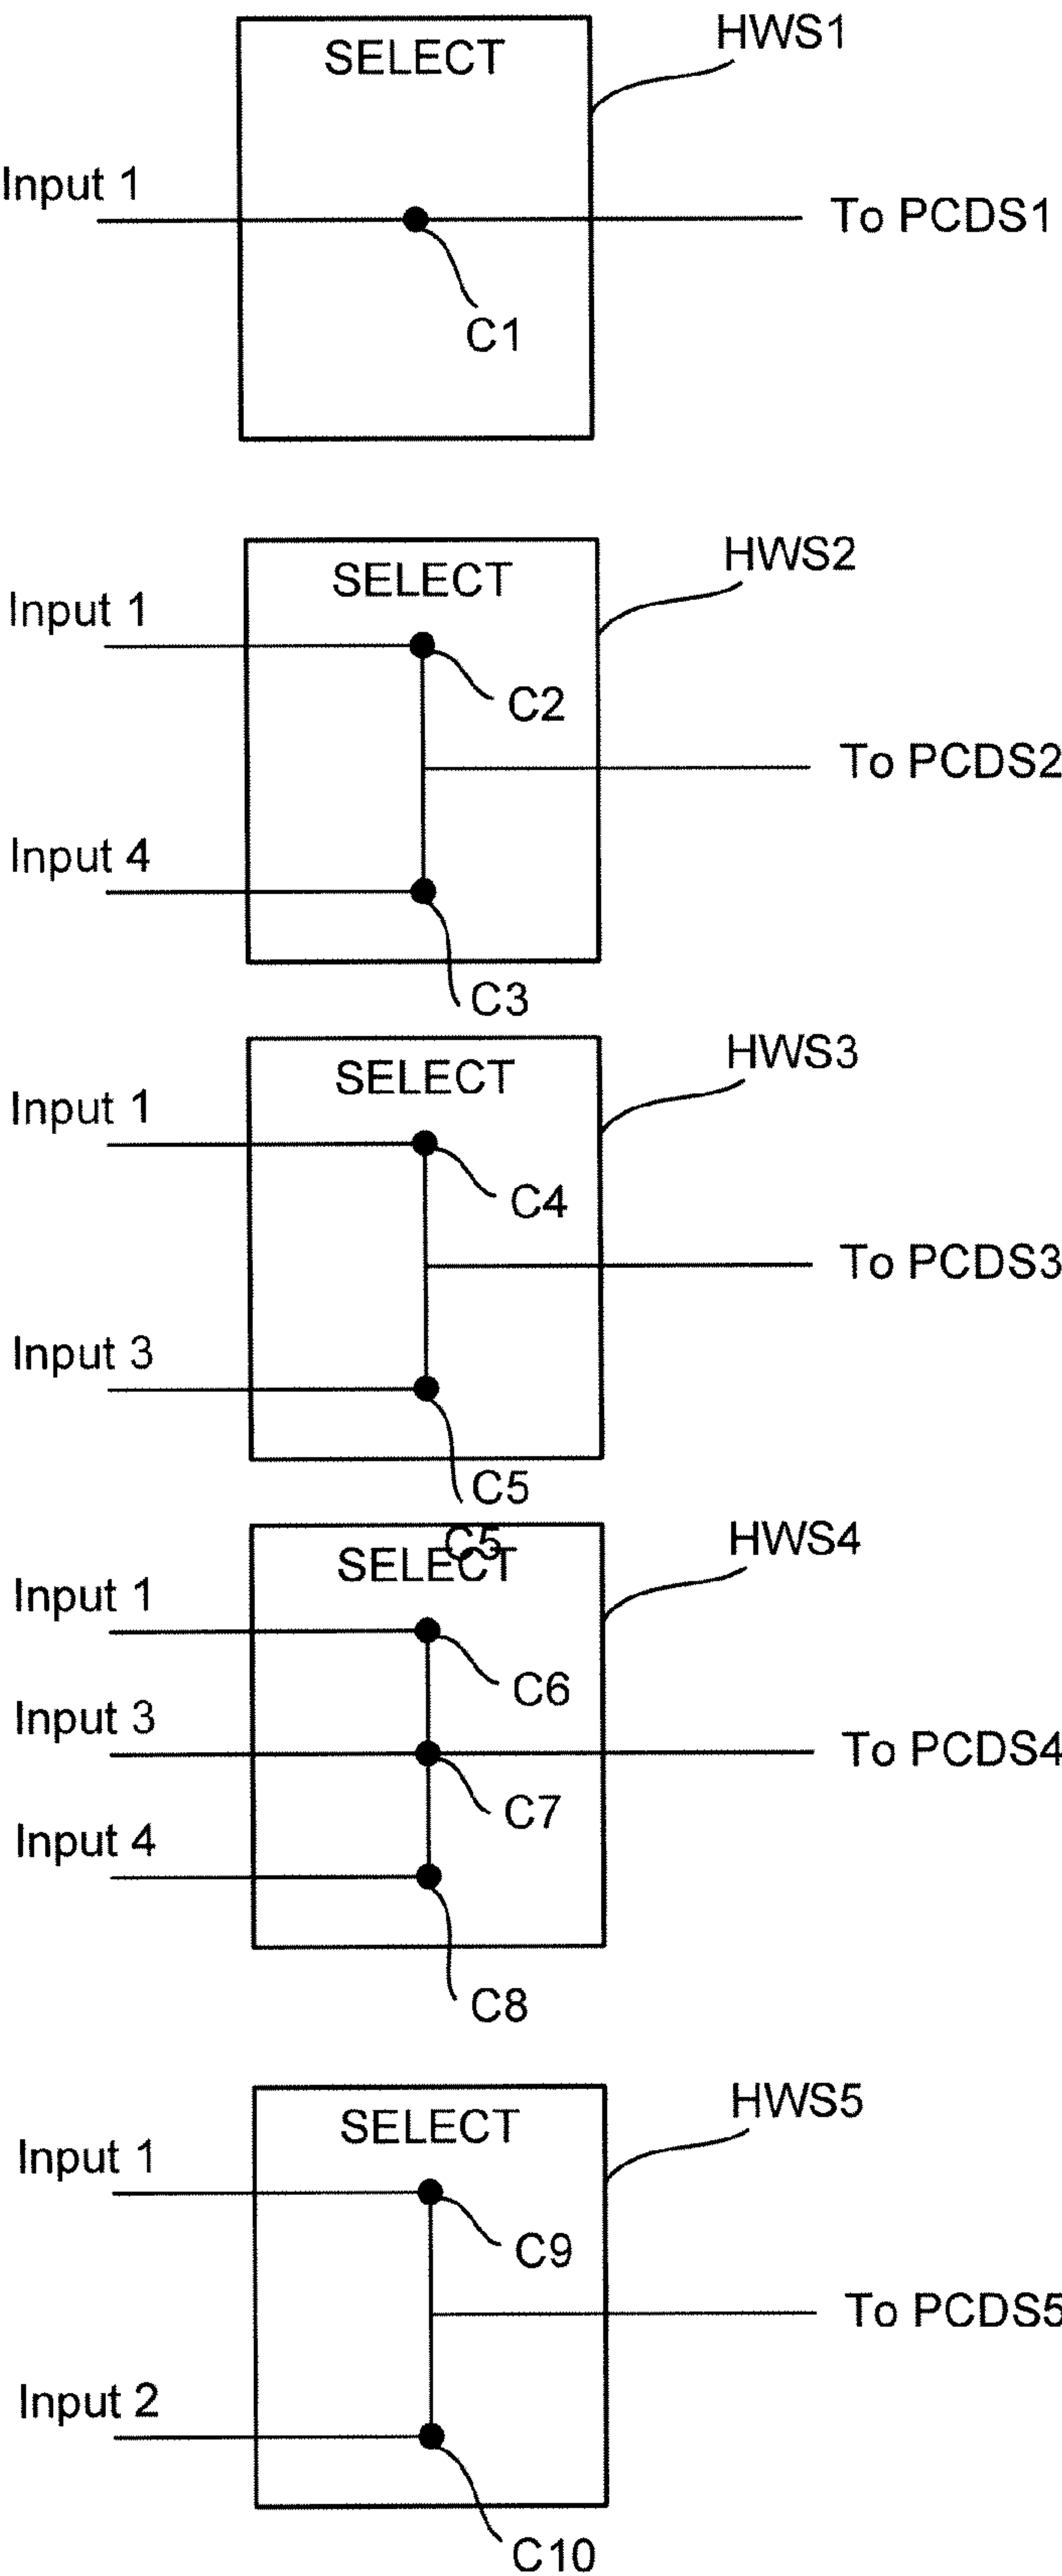 SELECT
HWS1
Input 1
To PCDS1
C1
SELECT
HWS2
Input 1
C2
To PCDS2
Input 4
C3
SELECT
HWS3
Input 1
C4
To PCDS3
Input 3
C5
C5
SELECT
HWS4
Input 1
C6
Input 3
To PCDS4
C7
Input 4
C8
SELECT
HWS5
Input 1
C9
To PCDS5
Input 2
C10